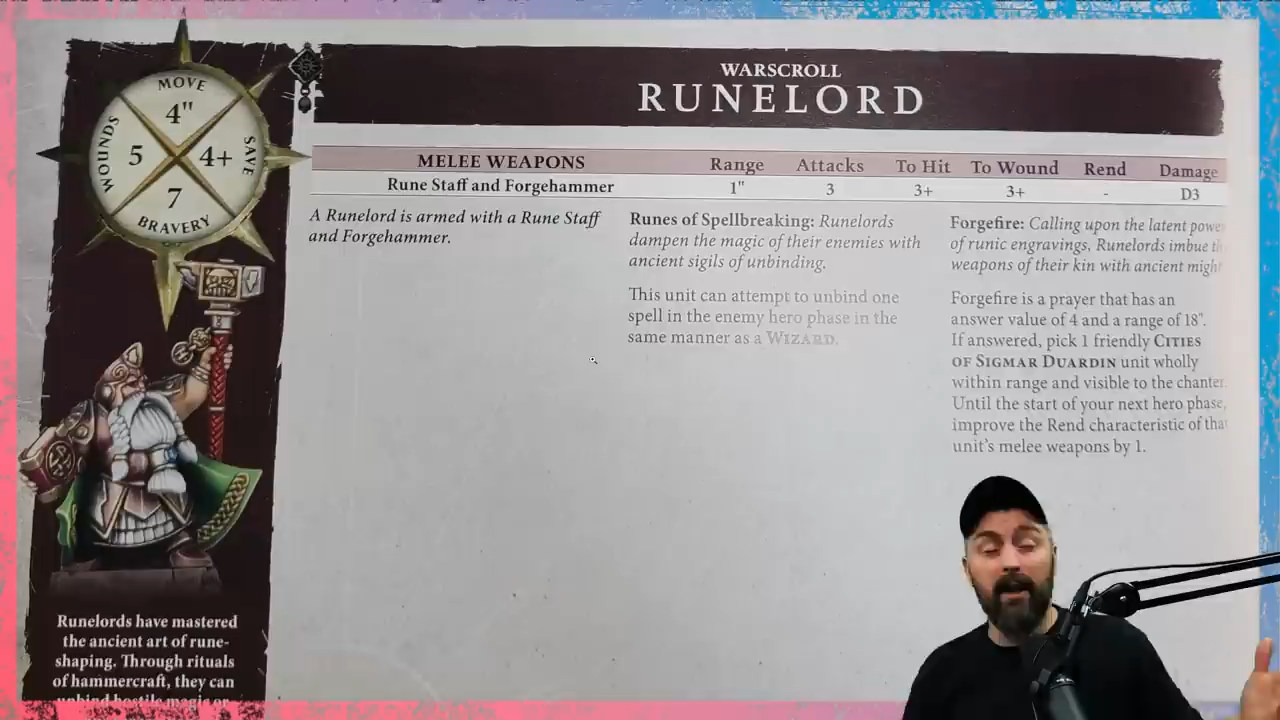 MOVE
4"
WOUNDS
5
4+
SAVE
7
BRAVERY
WARSCROLL
RUNELORD
MELEE WEAPONS Range Attacks To Hit To Wound Rend Damage
Rune Staff and Forgehammer 1" 3 3+ 3+ - D3
A Runelord is armed with a Rune Staff
and Forgehammer.
Runes of Spellbreaking: Runelords
dampen the magic of their enemies with
ancient sigils of unbinding.
This unit can attempt to unbind one
spell in the enemy hero phase in the
same manner as a WIZARD.
Forgefire: Calling upon the latent power
of runic engravings, Runelords imbue th
weapons of their kin with ancient might
Forgefire is a prayer that has an
answer value of 4 and a range of 18".
If answered, pick 1 friendly CITIES
OF SIGMAR DUARDIN unit wholly
within range and visible to the chanter.
Until the start of your next hero phase,
improve the Rend characteristic of that
unit's melee weapons by 1.
Runelords have mastered
the ancient art of rune-
shaping. Through rituals
of hammercraft, they can
unbind hostile magic or